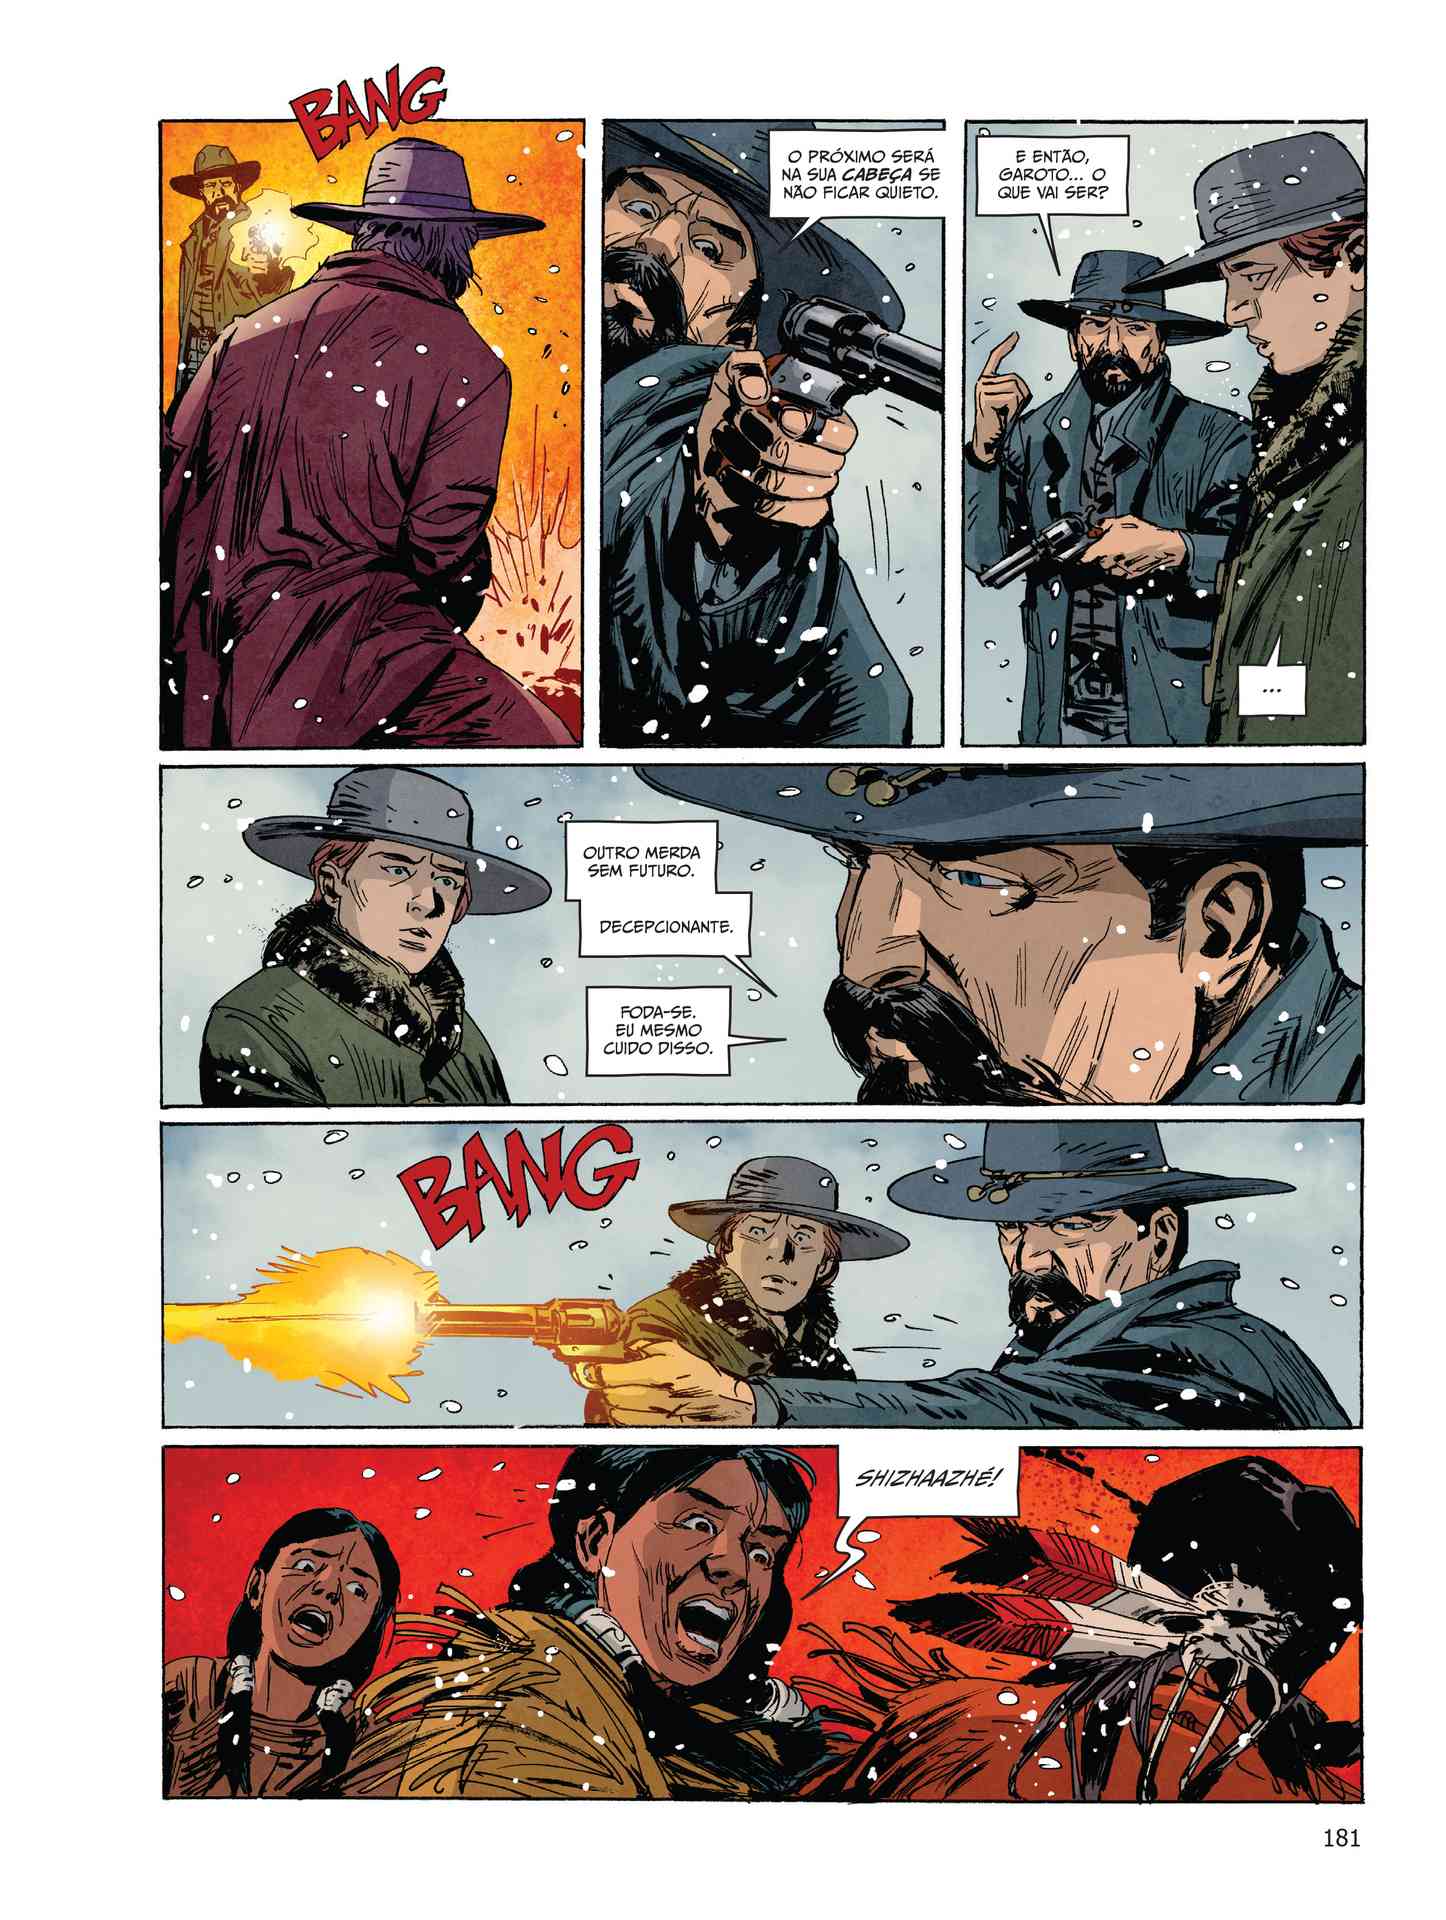 BANG
O PRÓXIMO SERÁ
NA SUA CABEÇA SE
NÃO FICAR QUIETO.
E ENTÃO,
GAROTO... O
QUE VAI SER?
...
OUTRO MERDA
SEM FUTURO.
DECEPCIONANTE.
FODA-SE.
EU MESMO
CUIDO DISSO.
BANG
SHIZHAAZHÉ!
181